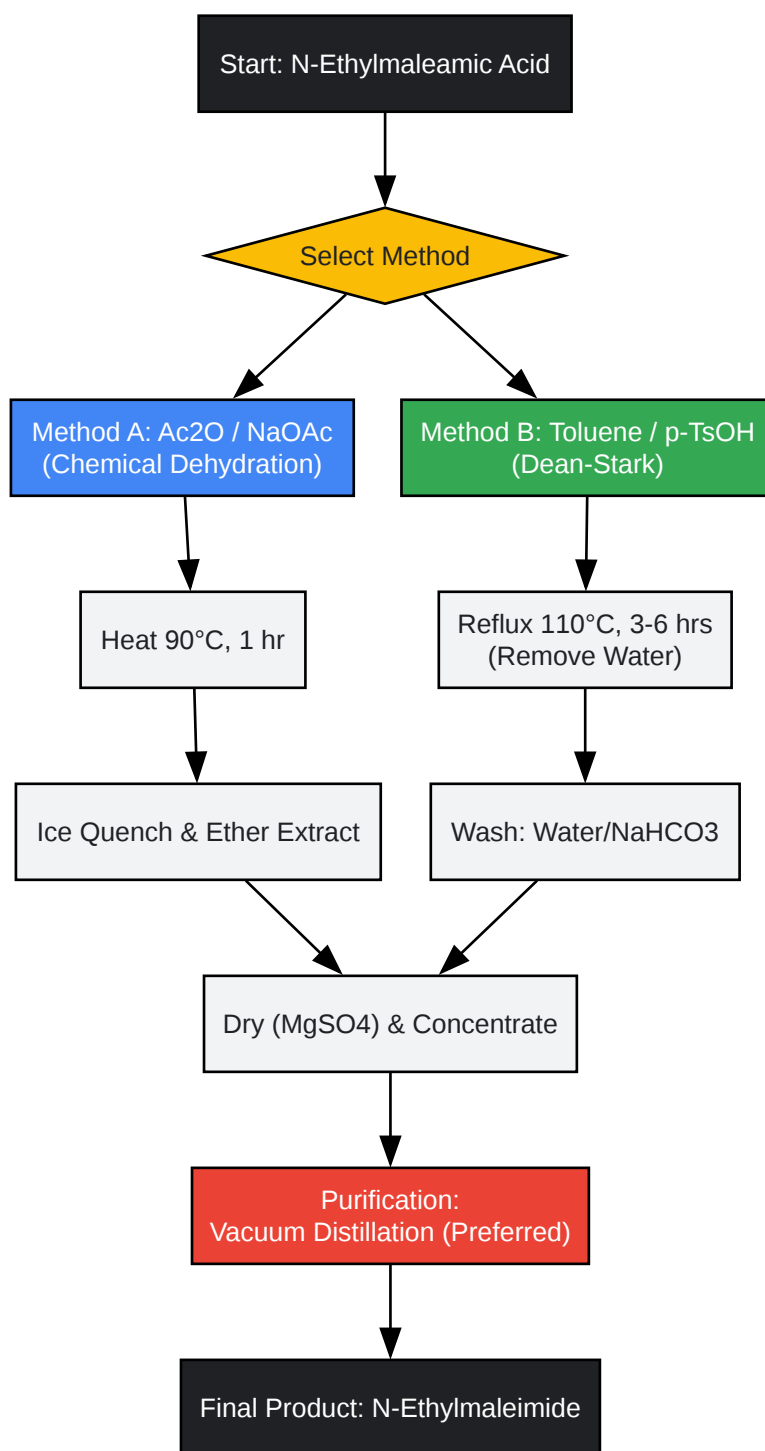 Start: N-Ethylmaleamic Acid
Select Method
Method A: Ac2O / NaOAc
(Chemical Dehydration)
Method B: Toluene / p-TsOH
(Dean-Stark)
Heat 90°C, 1 hr
Reflux 110°C, 3-6 hrs
(Remove Water)
Ice Quench & Ether Extract
Wash: Water/NaHCO3
Dry (MgSO4) & Concentrate
Purification:
Vacuum Distillation (Preferred)
Final Product: N-Ethylmaleimide